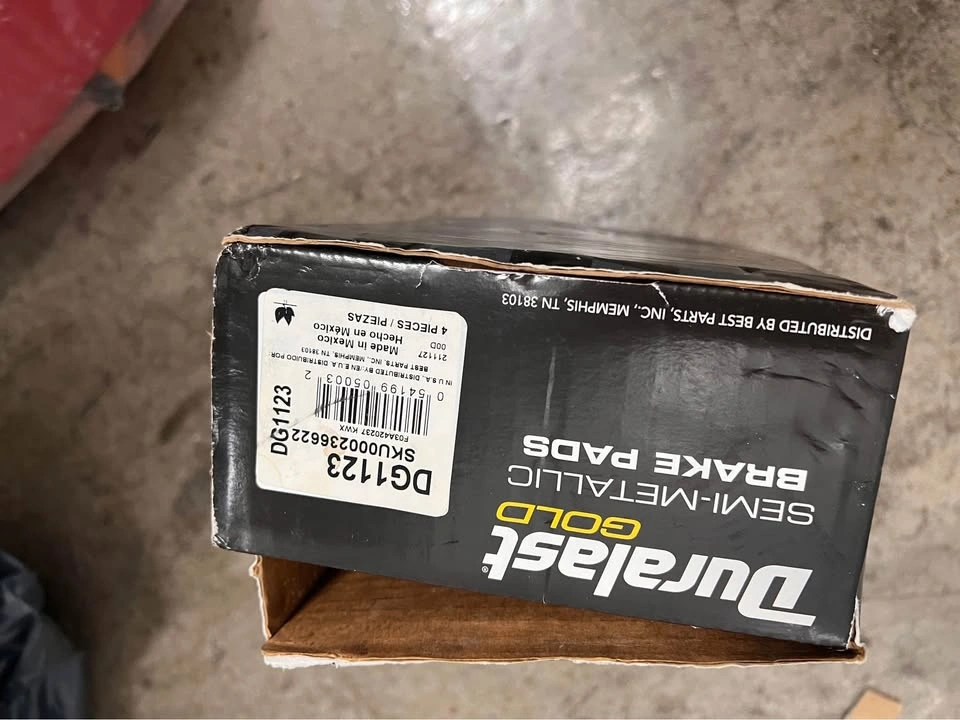 Duralast®
GOLD
SEMI-METALLIC
BRAKE PADS
DISTRIBUTED BY BEST PARTS, INC., MEMPHIS, TN 38103
DG1123
SKU000236622
F03A420237 KWX
0 54199 05003 2
IN U.S.A. DISTRIBUTED BY/EN E.U.A. DISTRIBUIDO POR
BEST PARTS, INC., MEMPHIS, TN. 38103
211127
00D
Made in Mexico
Hecho en México
4 PIECES / PIEZAS
DG1123